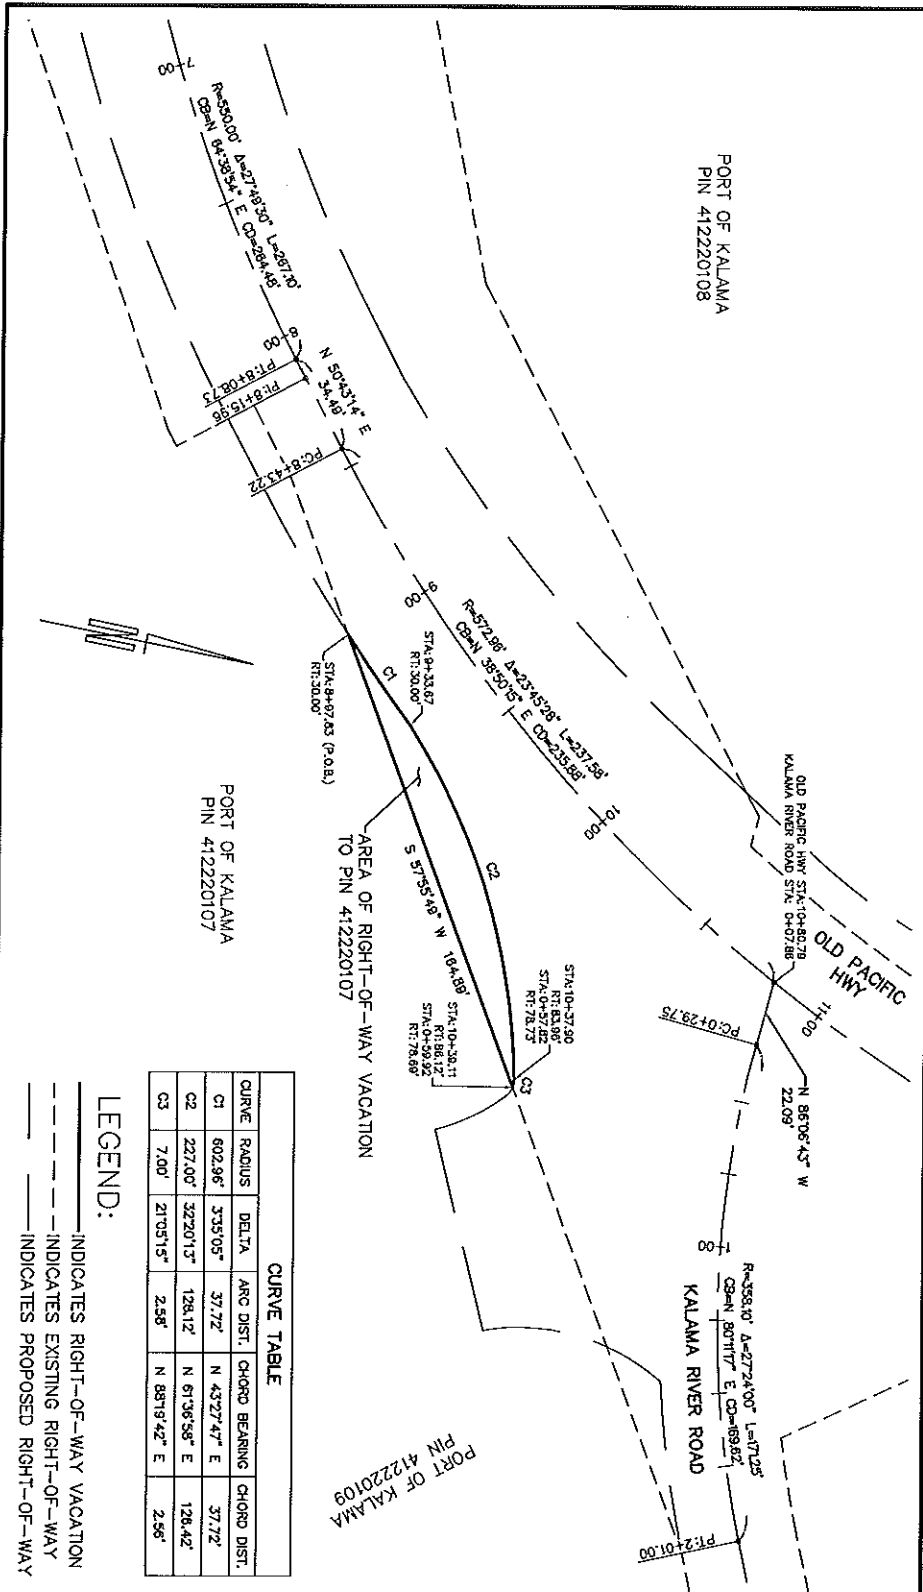 PORT OF KALAMA
PIN 412220108
7+00
R=550.00' Δ=27°49'30" L=267.10'
CB=N 64°38'54" E CD=264.48'
8+00
PT:8+08.73
PI:8+15.96
N 50°43'14" E
34.49'
PC:8+43.22
9+00
R=572.96' Δ=23°45'28" L=237.58'
CB=N 38°50'15" E CD=235.88'
10+00
OLD PACIFIC HWY STA:10+80.79
KALAMA RIVER ROAD STA: 0+07.86
OLD PACIFIC
HWY
11+00
PC:0+29.75
N 86°06'43" W
22.09'
1+00
R=358.10' Δ=27°24'00" L=171.25'
CB=N 80°11'17" E CD=169.62'
KALAMA RIVER ROAD
PT:2+01.00
STA:9+33.67
RT:30.00'
C1
STA:8+97.83 (P.O.B.)
RT:30.00'
C2
S 57°55'49" W 164.89'
AREA OF RIGHT-OF-WAY VACATION
TO PIN 412220107
STA:10+37.90
RT:83.96'
STA:0+57.82
RT:78.73'
C3
STA:10+39.11
RT:86.12'
STA:0+59.92
RT:78.69'
PORT OF KALAMA
PIN 412220107
N
PORT OF KALAMA
PIN 412220109
CURVE TABLE
CURVE RADIUS DELTA ARC DIST. CHORD BEARING CHORD DIST.
C1 602.96' 3°35'05" 37.72' N 43°27'47" E 37.72'
C2 227.00' 32°20'13" 128.12' N 61°36'58" E 126.42'
C3 7.00' 21°05'15" 2.58' N 88°19'42" E 2.56'
LEGEND:
INDICATES RIGHT-OF-WAY VACATION
INDICATES EXISTING RIGHT-OF-WAY
INDICATES PROPOSED RIGHT-OF-WAY